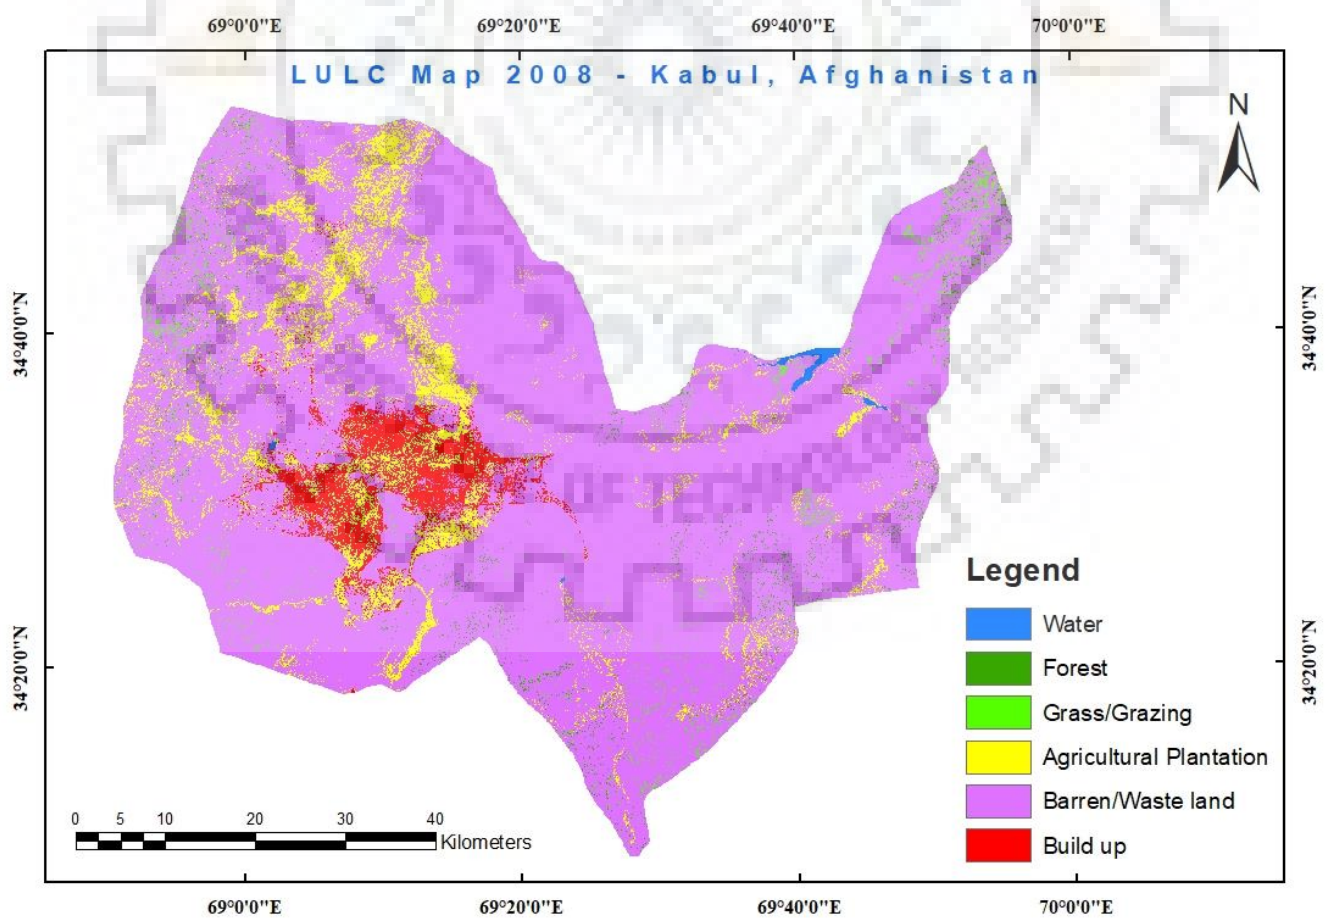 69°0'0"E 69°20'0"E 69°40'0"E 70°0'0"E
LULC Map 2008 - Kabul, Afghanistan
N
34°40'0"N 34°40'0"N
Legend
Water
Forest
34°20'0"N 34°20'0"N
Grass/Grazing
Agricultural Plantation
Barren/Waste land
Build up
0 5 10 20 30 40
Kilometers
69°0'0"E 69°20'0"E 69°40'0"E 70°0'0"E